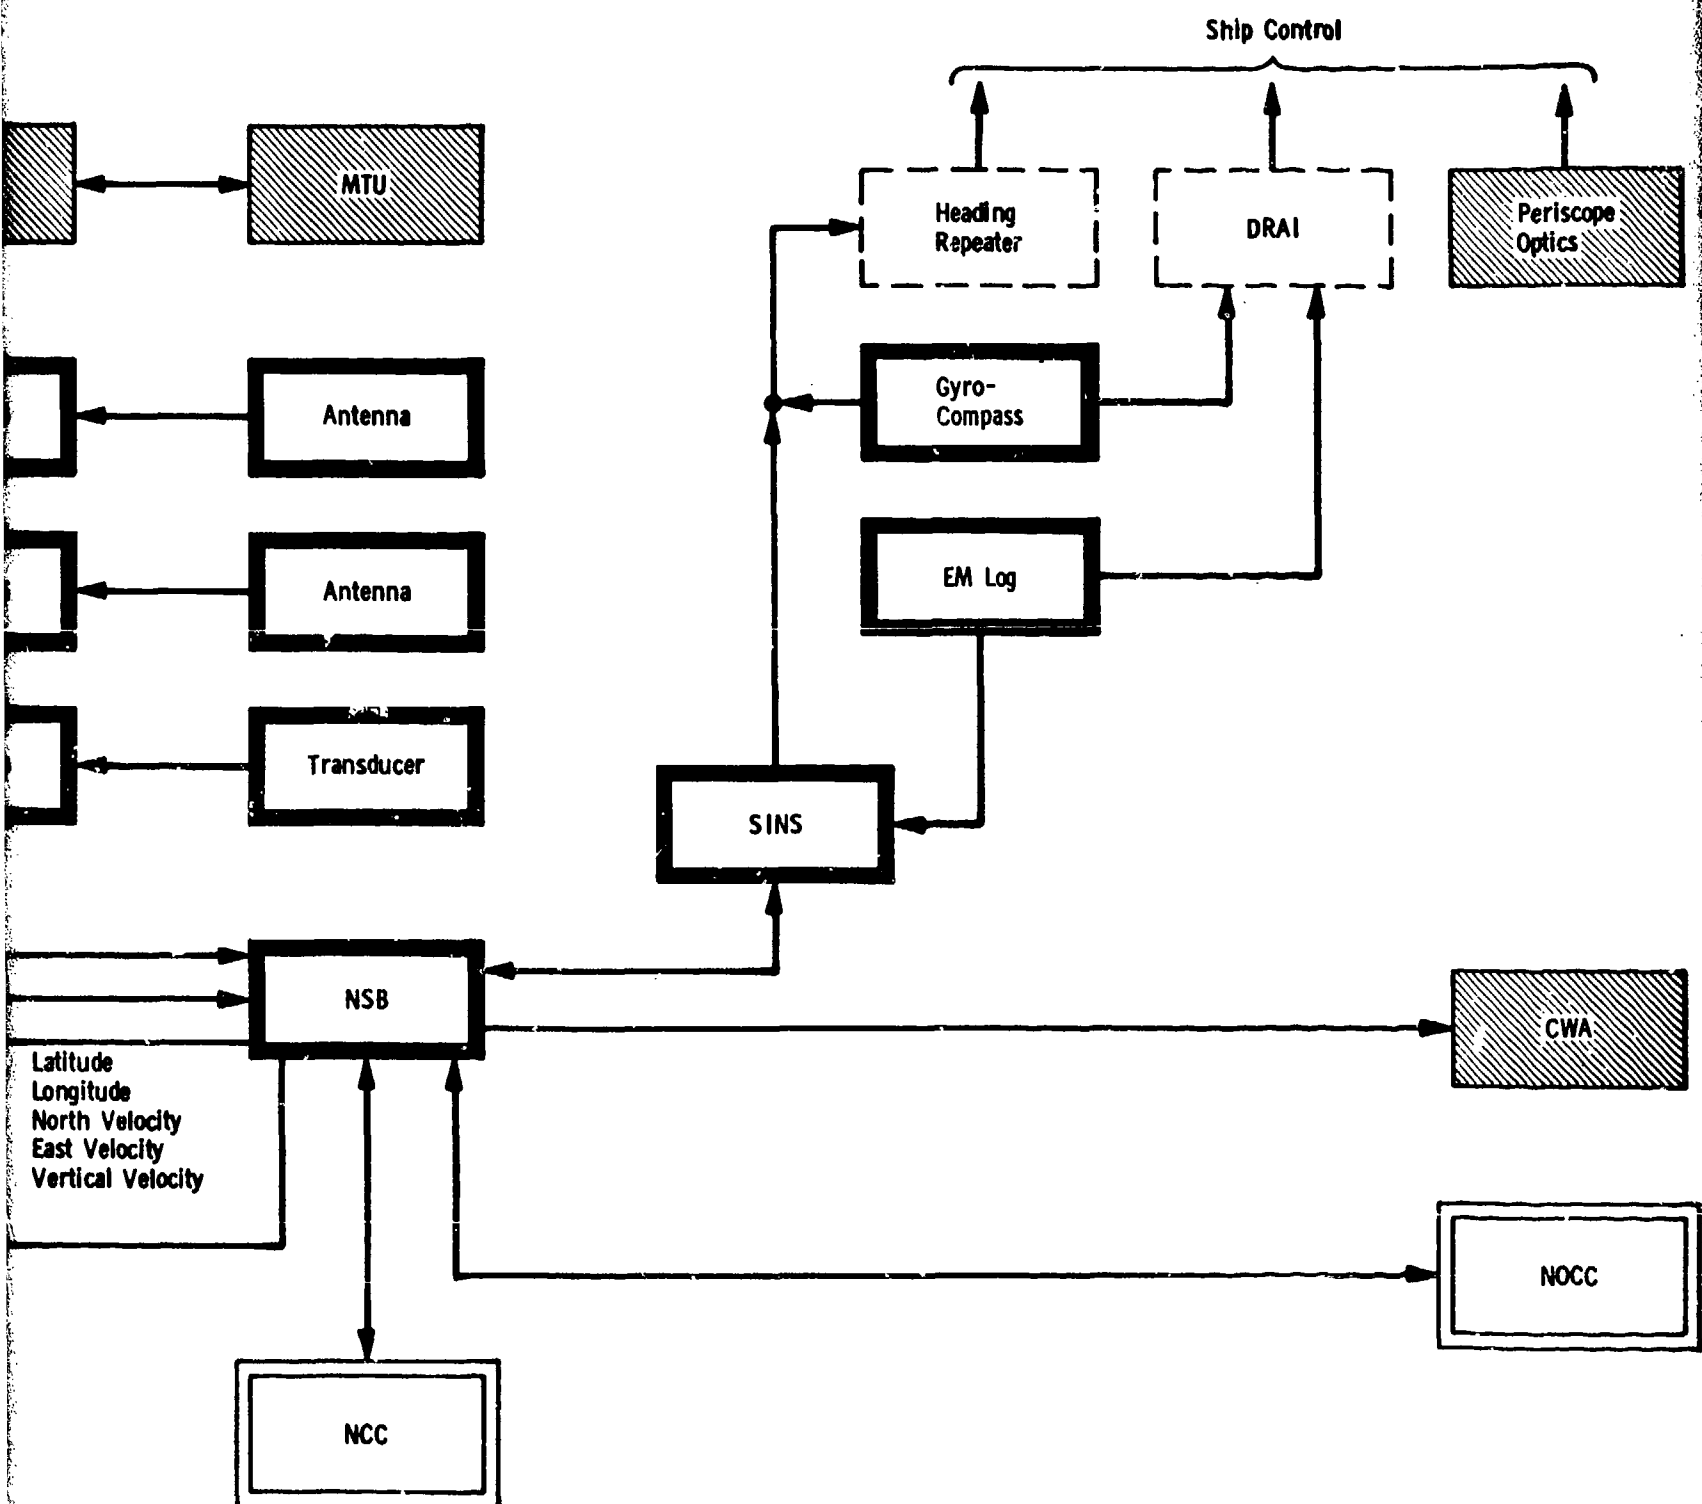 Ship Control
MTU
Heading
Repeater
DRAI
Periscope
Optics
Antenna
Gyro-
Compass
Antenna
EM Log
Transducer
SINS
NSB
CWA
Latitude
Longitude
North Velocity
East Velocity
Vertical Velocity
NOCC
NCC